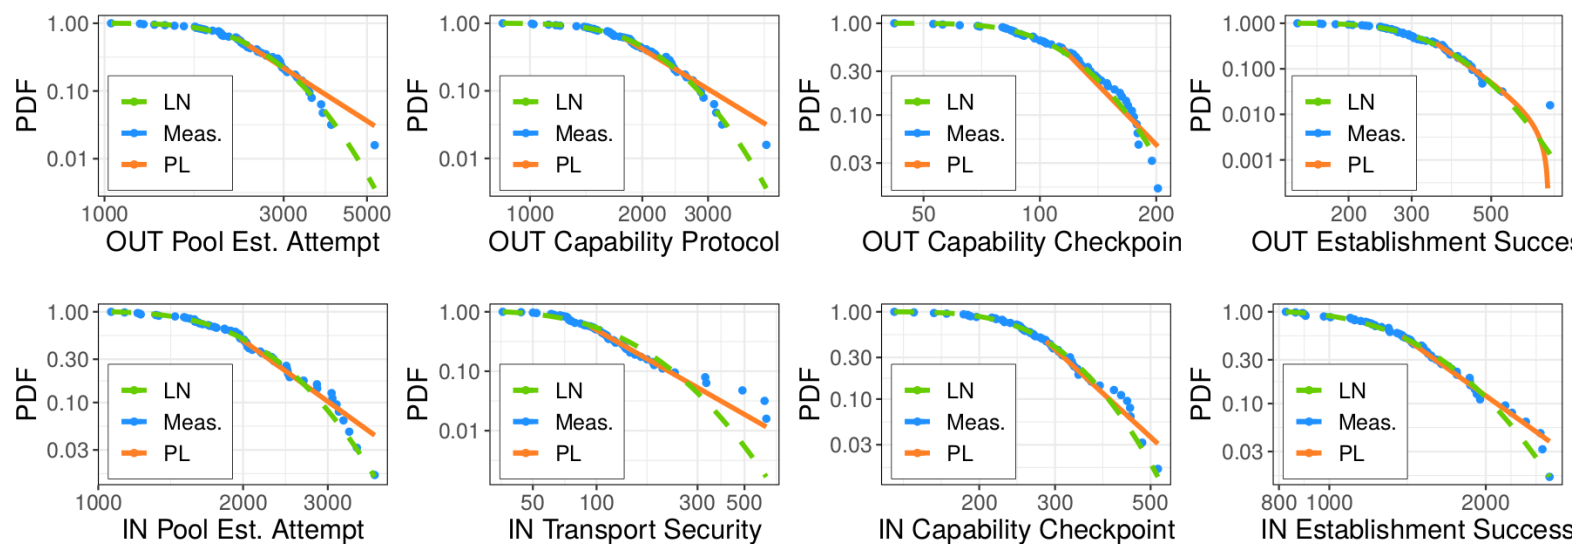 1.00
0.10
0.01
PDF
LN
Meas.
PL
1000
3000
5000
OUT Pool Est. Attempt
1.00
0.10
0.01
PDF
LN
Meas.
PL
1000
2000
3000
OUT Capability Protocol
1.00
0.30
0.10
0.03
PDF
LN
Meas.
PL
50
100
200
OUT Capability Checkpoin
1.000
0.100
0.010
0.001
PDF
LN
Meas.
PL
200
300
500
OUT Establishment Succes
1.00
0.30
0.10
0.03
PDF
LN
Meas.
PL
1000
2000
3000
IN Pool Est. Attempt
1.00
0.10
0.01
PDF
LN
Meas.
PL
50
100
300
500
IN Transport Security
1.00
0.30
0.10
0.03
PDF
LN
Meas.
PL
200
300
500
IN Capability Checkpoint
1.00
0.30
0.10
0.03
PDF
LN
Meas.
PL
800
1000
2000
IN Establishment Success